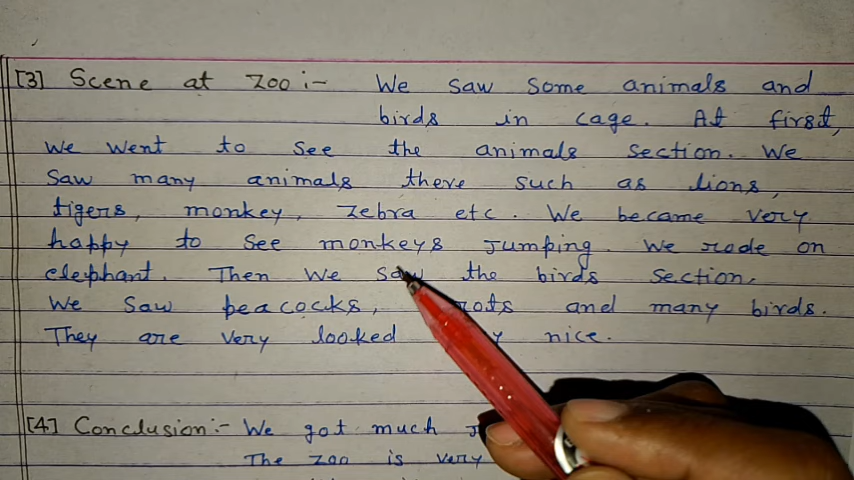 [3] Scene at Zoo :- We saw some animals and
birds in cage. At first,
we went to see the animals section. We
saw many animals there such as lions,
tigers, monkey, zebra etc. We became very
happy to see monkeys Jumping. We rode on
elephant. Then we saw the birds section.
We saw peacocks, and many birds.
They are very looked nice.
[4] Conclusion:- We got much
The zoo is very